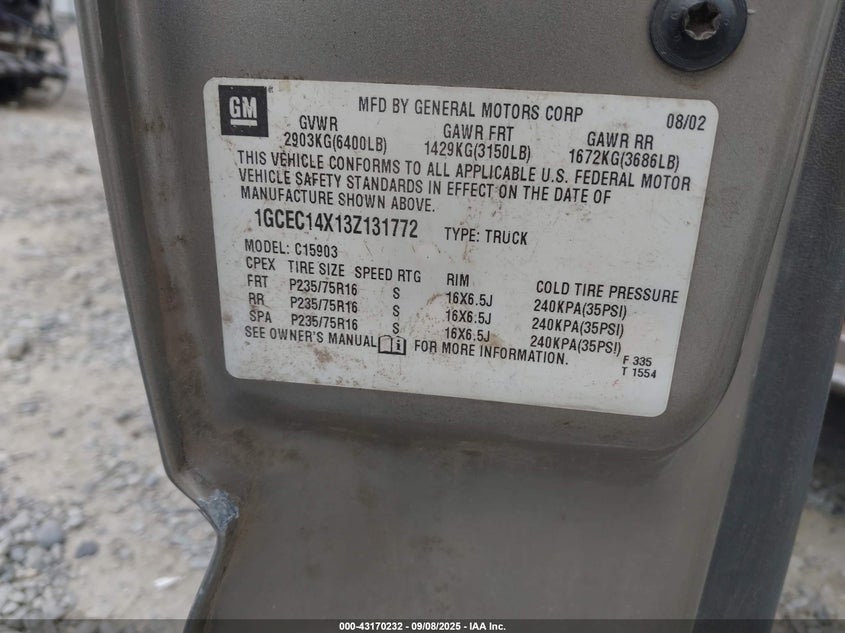 GM
MFD BY GENERAL MOTORS CORP 08/02
GVWR GAWR FRT GAWR RR
2903KG(6400LB) 1429KG(3150LB) 1672KG(3686LB)
THIS VEHICLE CONFORMS TO ALL APPLICABLE U.S. FEDERAL MOTOR
VEHICLE SAFETY STANDARDS IN EFFECT ON THE DATE OF
MANUFACTURE SHOWN ABOVE.
1GCEC14X13Z131772 TYPE: TRUCK
MODEL: C15903
CPEX TIRE SIZE SPEED RTG RIM COLD TIRE PRESSURE
FRT P235/75R16 S 16X6.5J 240KPA(35PSI)
RR P235/75R16 S 16X6.5J 240KPA(35PSI)
SPA P235/75R16 S 16X6.5J 240KPA(35PSI)
SEE OWNER'S MANUAL i FOR MORE INFORMATION.
F 335
T 1554
000-43170232 - 09/08/2025 - IAA Inc.